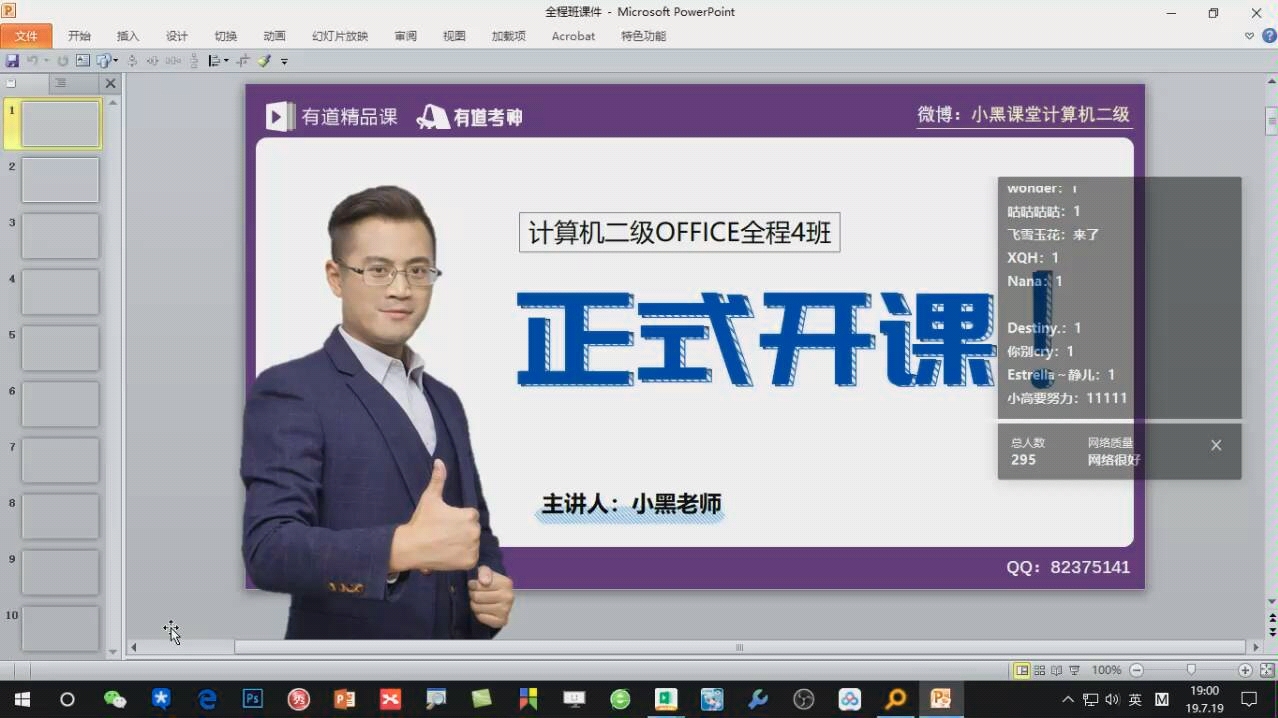 全程班课件 - Microsoft PowerPoint
文件 开始 插入 设计 切换 动画 幻灯片放映 审阅 视图 加载项 Acrobat 特色功能
1
2
3
4
5
6
7
8
9
10
有道精品课 有道考神
微博：小黑课堂计算机二级
计算机二级OFFICE全程4班
正式开课！
主讲人：小黑老师
QQ：82375141
wonder: 1
咕咕咕咕: 1
飞雪玉花: 来了
XQH: 1
Nana: 1
Destiny.: 1
你别cry: 1
Estrella~静儿: 1
小高要努力: 11111
总人数 网络质量
295 网络很好
100%
英
19:00
19.7.19